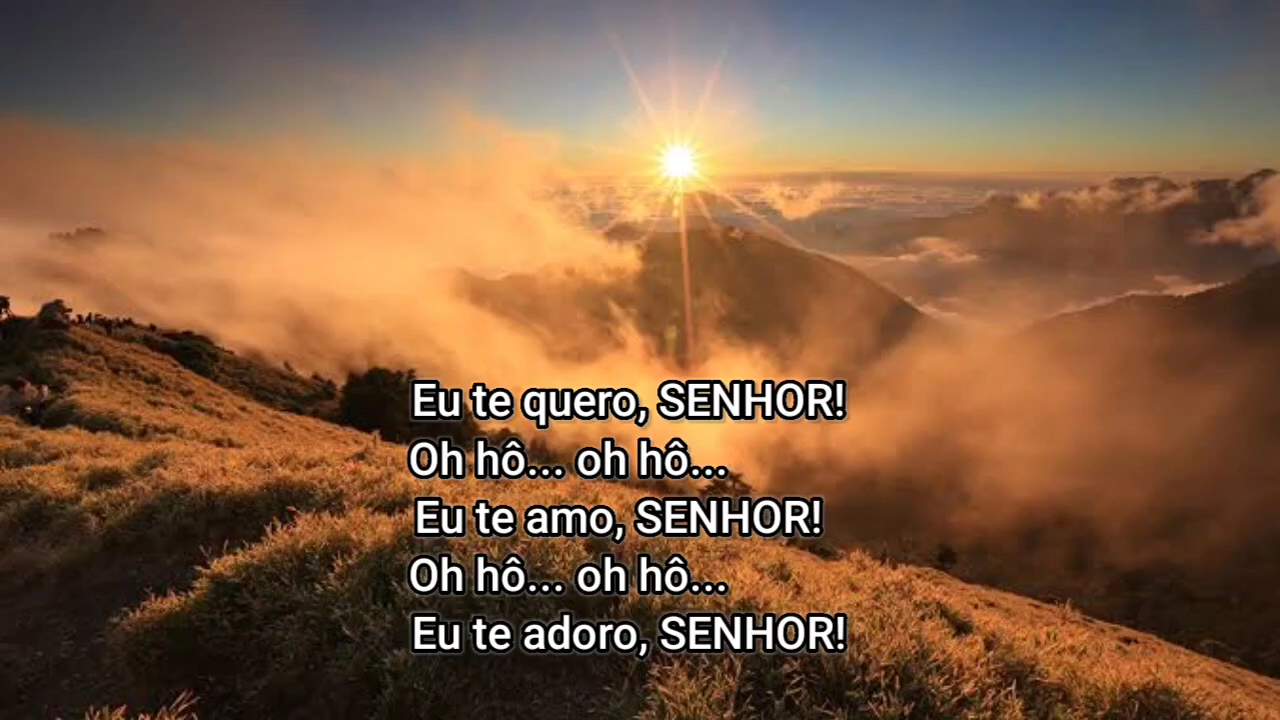 Eu te quero, SENHOR!
Oh hô... oh hô...
Eu te amo, SENHOR!
Oh hô... oh hô...
Eu te adoro, SENHOR!